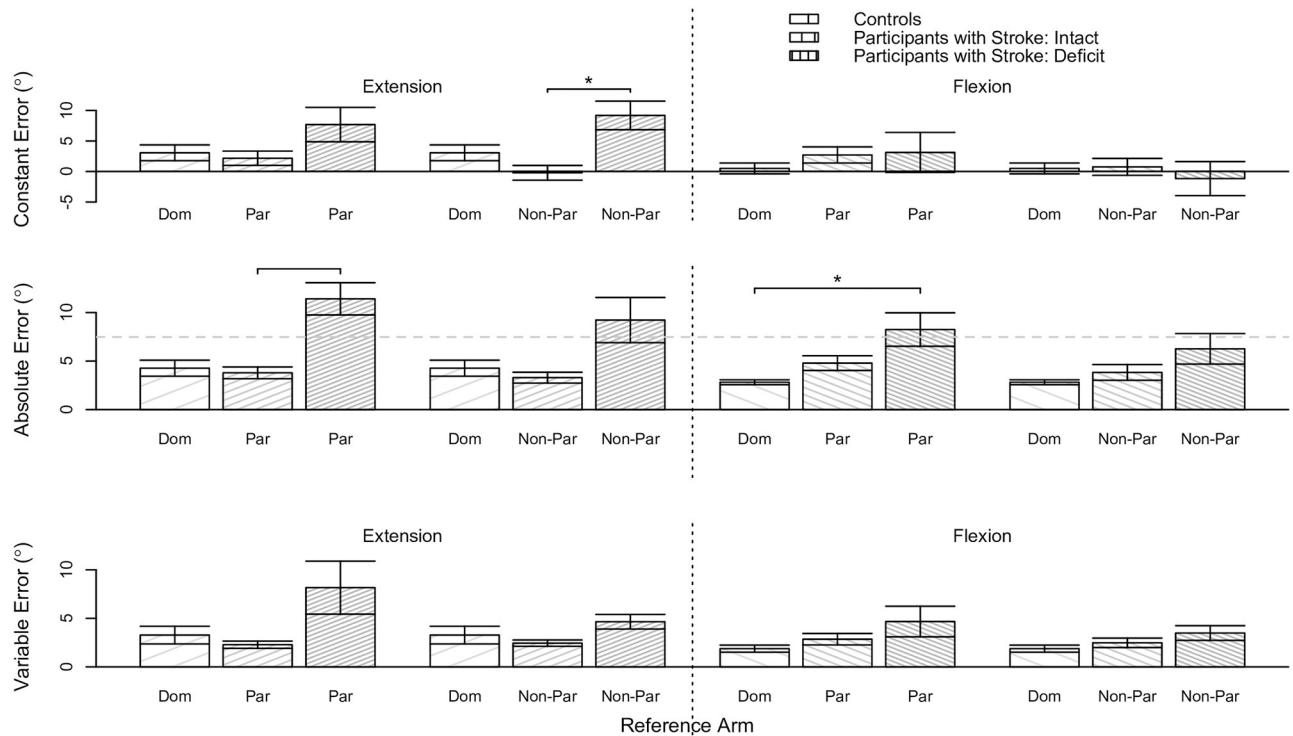 Controls
Participants with Stroke: Intact
Participants with Stroke: Deficit
Extension
*
Flexion
Constant Error (°)
10
5
0
-5
Dom Par Par Dom Non-Par Non-Par Dom Par Par Dom Non-Par Non-Par
*
Absolute Error (°)
10
5
0
Dom Par Par Dom Non-Par Non-Par Dom Par Par Dom Non-Par Non-Par
Extension
Flexion
Variable Error (°)
10
5
0
Dom Par Par Dom Non-Par Non-Par Dom Par Par Dom Non-Par Non-Par
Reference Arm